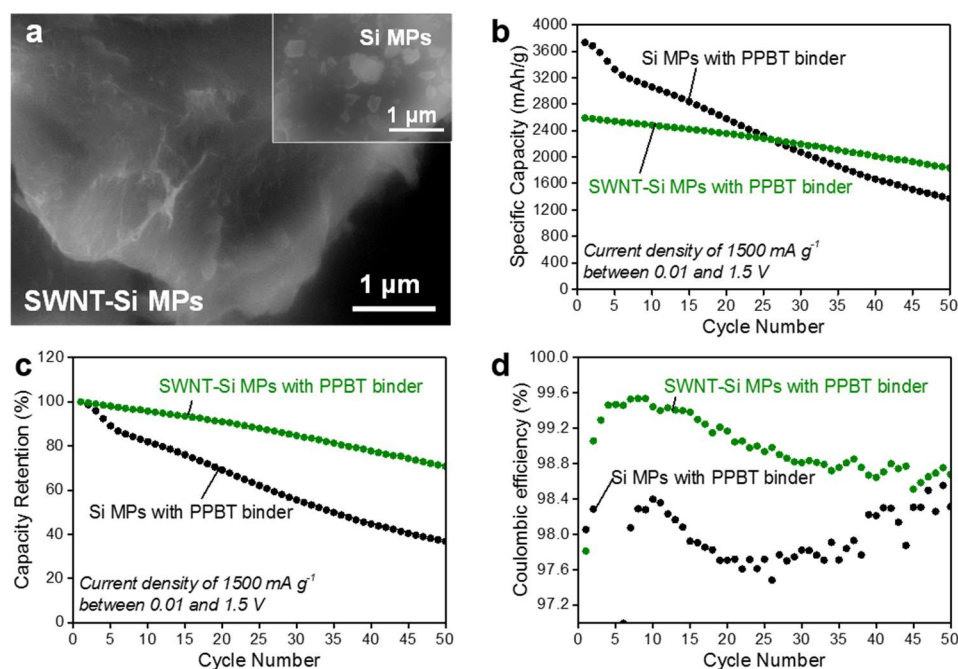 a
Si MPs
1 µm
SWNT-Si MPs
1 µm
b
Specific Capacity (mAh/g)
4000
3600
3200
2800
2400
2000
1600
1200
800
400
0
Si MPs with PPBT binder
SWNT-Si MPs with PPBT binder
Current density of 1500 mA g⁻¹
between 0.01 and 1.5 V
0 5 10 15 20 25 30 35 40 45 50
Cycle Number
c
Capacity Retention (%)
120
100
80
60
40
20
0
SWNT-Si MPs with PPBT binder
Si MPs with PPBT binder
Current density of 1500 mA g⁻¹
between 0.01 and 1.5 V
0 5 10 15 20 25 30 35 40 45 50
Cycle Number
d
Coulombic efficiency (%)
100.0
99.6
99.2
98.8
98.4
98.0
97.6
97.2
SWNT-Si MPs with PPBT binder
Si MPs with PPBT binder
0 5 10 15 20 25 30 35 40 45 50
Cycle Number